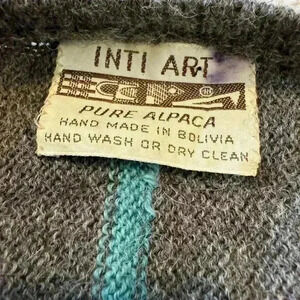 INTI ART
PURE ALPACA
HAND MADE IN BOLIVIA
HAND WASH OR DRY CLEAN